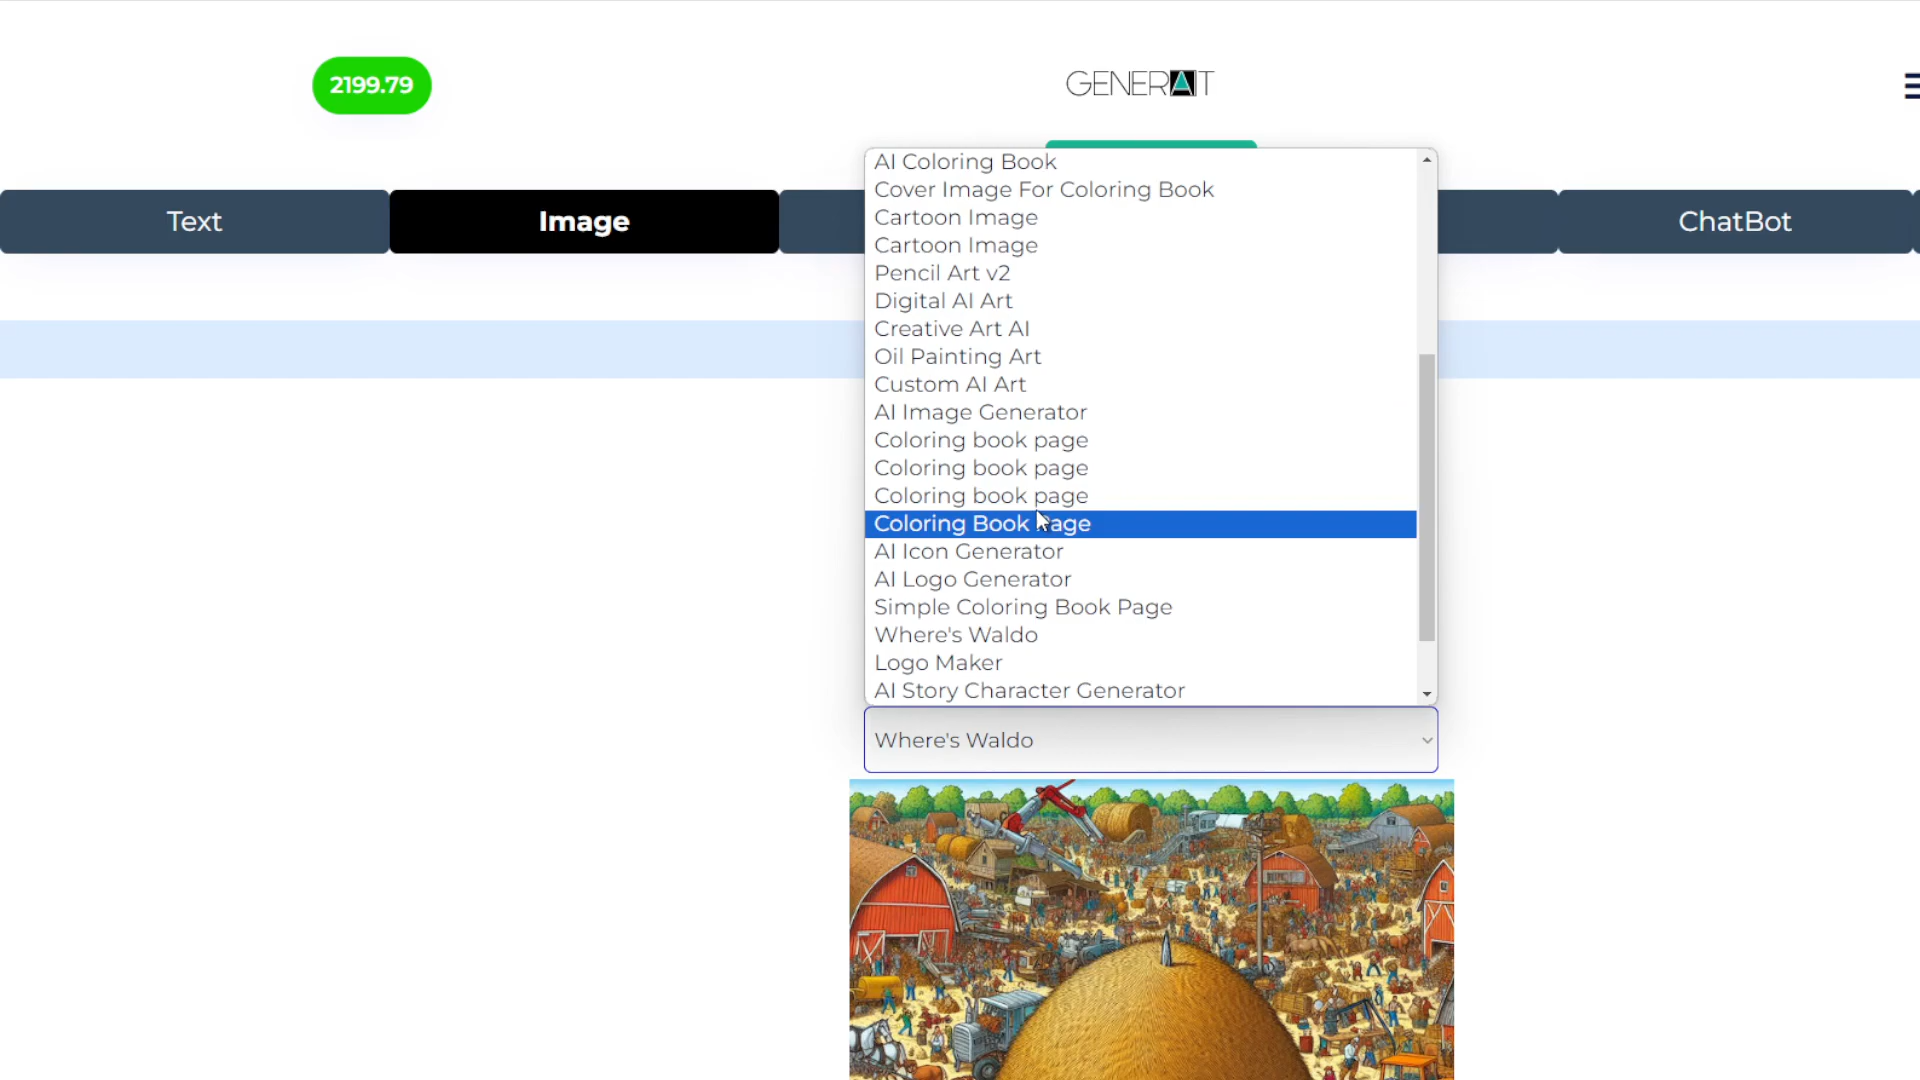 2199.79
GENERAIT
Text
Image
ChatBot
AI Coloring Book
Cover Image For Coloring Book
Cartoon Image
Cartoon Image
Pencil Art v2
Digital AI Art
Creative Art AI
Oil Painting Art
Custom AI Art
AI Image Generator
Coloring book page
Coloring book page
Coloring book page
Coloring Book Page
AI Icon Generator
AI Logo Generator
Simple Coloring Book Page
Where's Waldo
Logo Maker
AI Story Character Generator
Where's Waldo